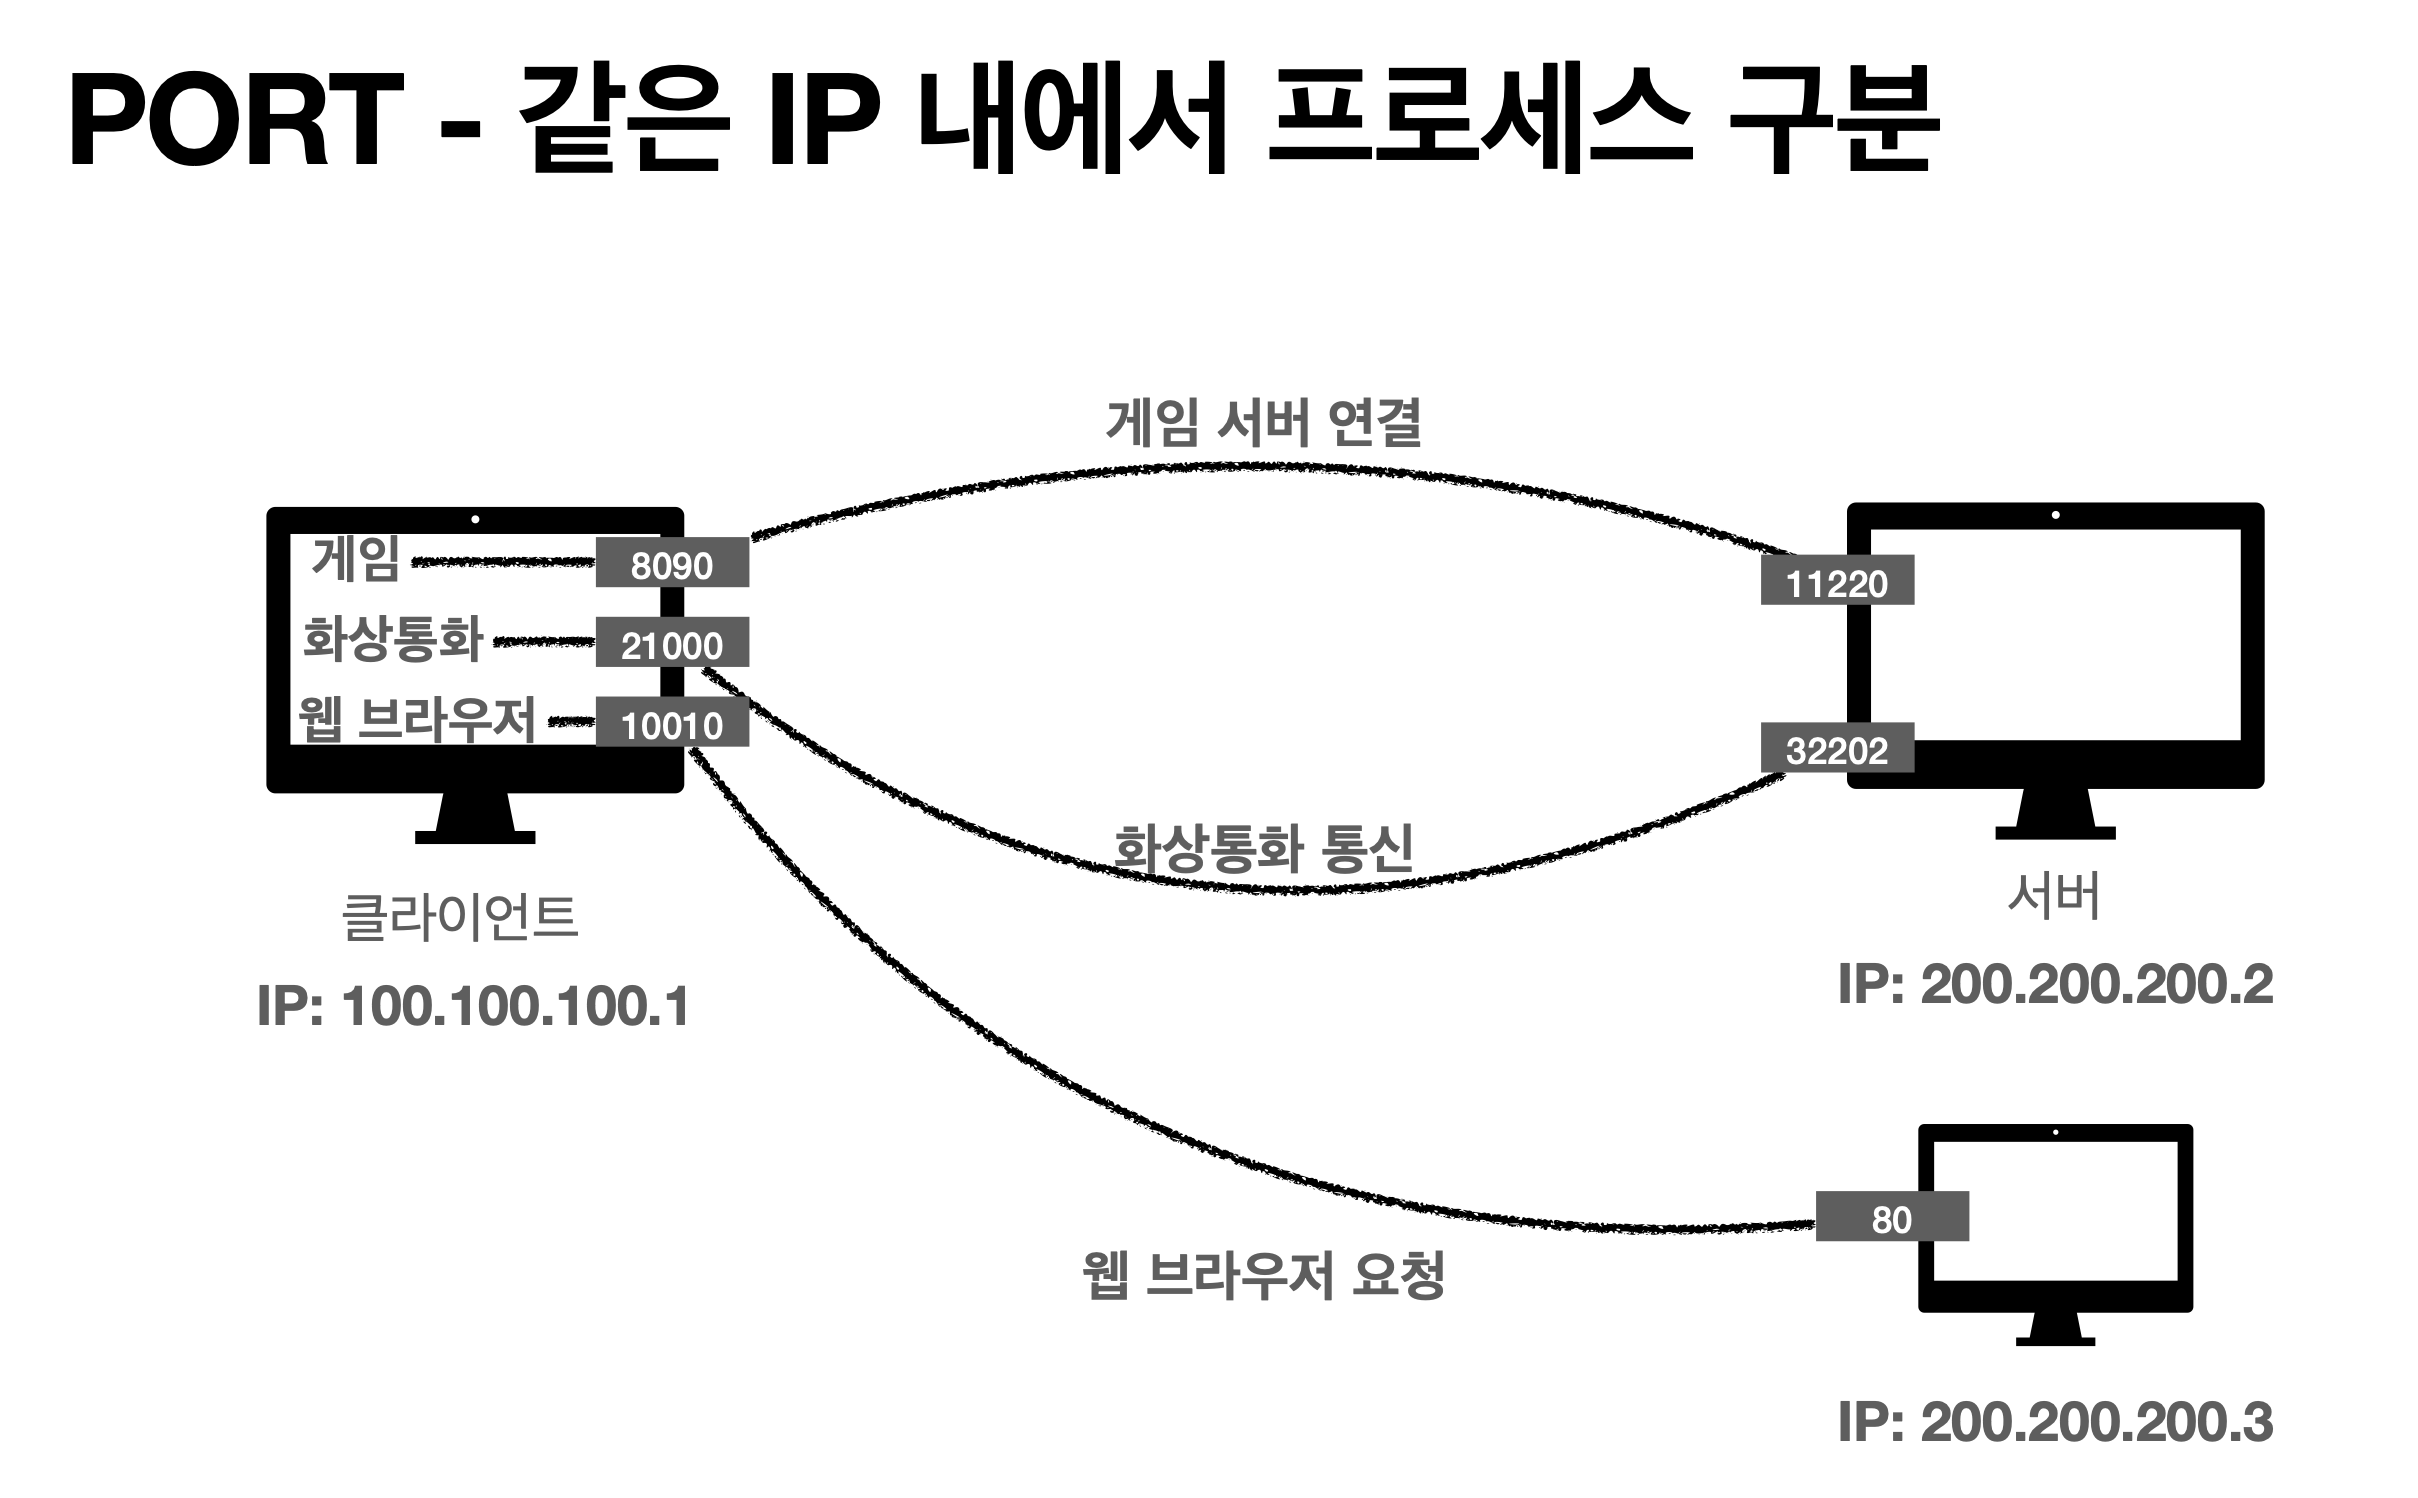 PORT - 같은 IP 내에서 프로세스 구분
게임 서버 연결
게임
8090
11220
화상통화
21000
웹 브라우저
10010
32202
화상통화 통신
클라이언트
서버
IP: 100.100.100.1
IP: 200.200.200.2
80
웹 브라우저 요청
IP: 200.200.200.3